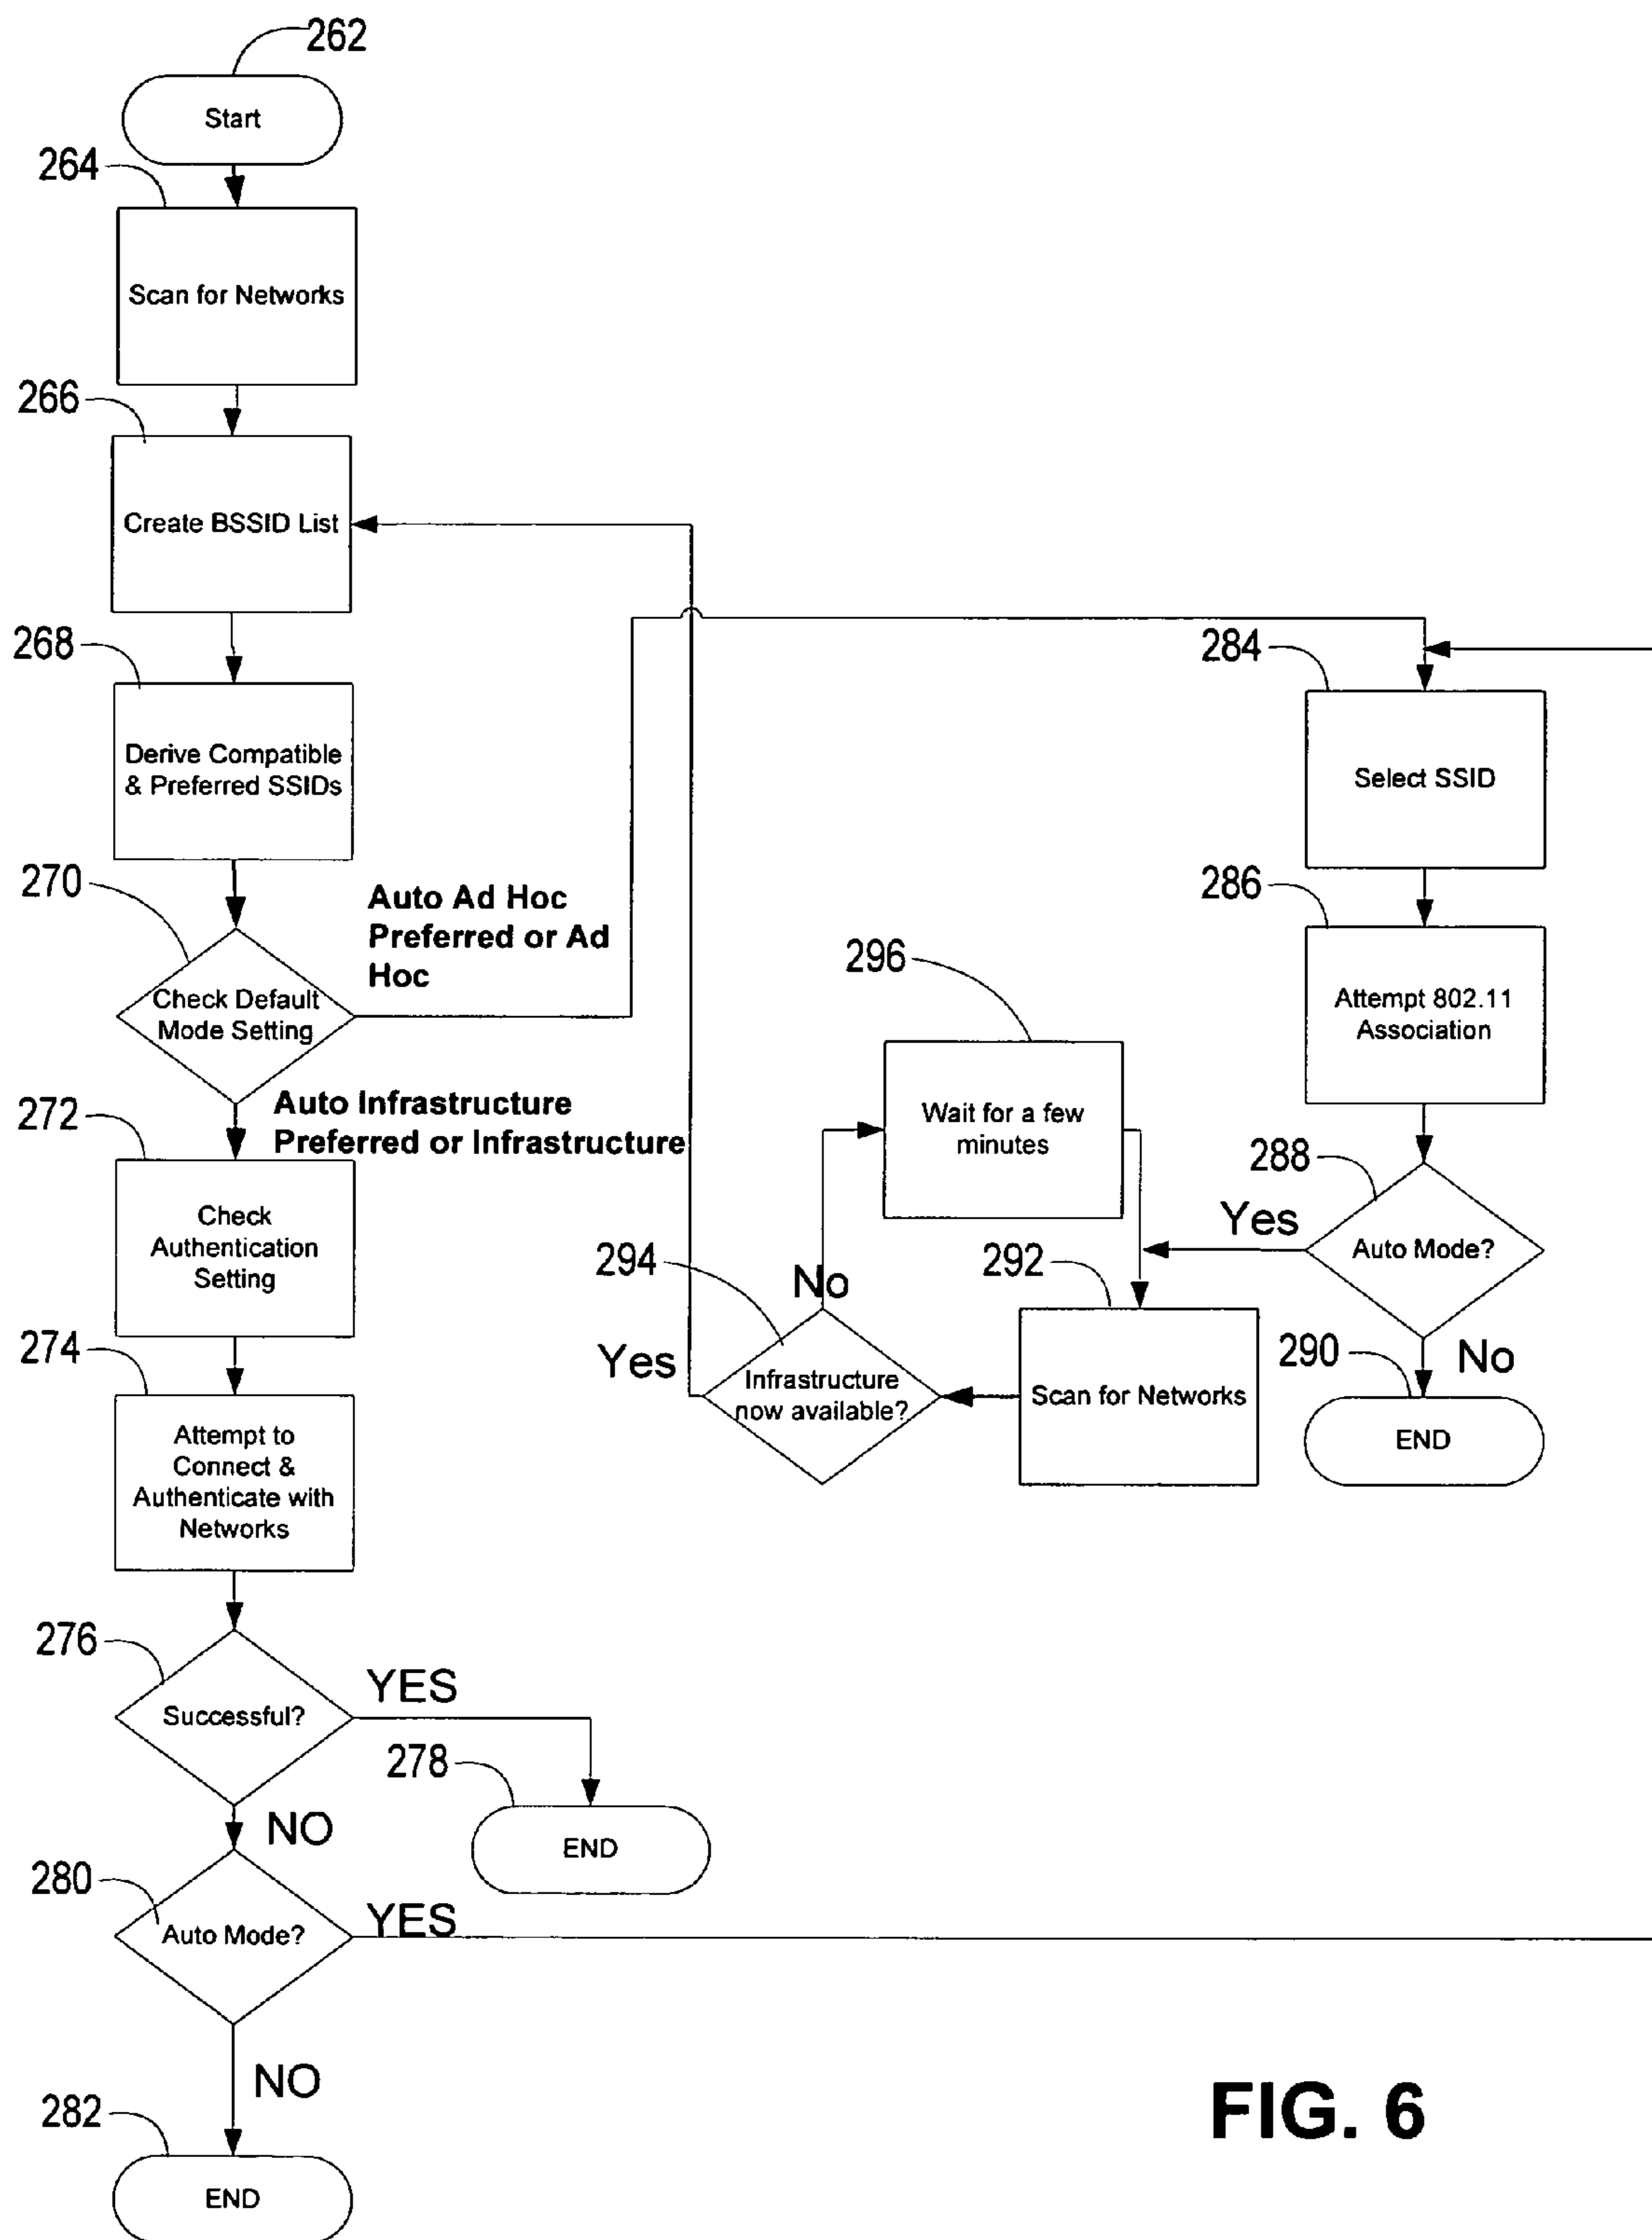 262
Start
264
Scan for Networks
266
Create BSSID List
268
Derive Compatible
& Preferred SSIDs
270
Check Default
Mode Setting
Auto Ad Hoc
Preferred or Ad
Hoc
Auto Infrastructure
Preferred or Infrastructure
272
Check
Authentication
Setting
274
Attempt to
Connect &
Authenticate with
Networks
276
Successful?
YES
278
END
NO
280
Auto Mode?
YES
NO
282
END
284
Select SSID
286
Attempt 802.11
Association
288
Auto Mode?
Yes
No
290
END
292
Scan for Networks
294
Infrastructure
now available?
Yes
No
296
Wait for a few
minutes
FIG. 6